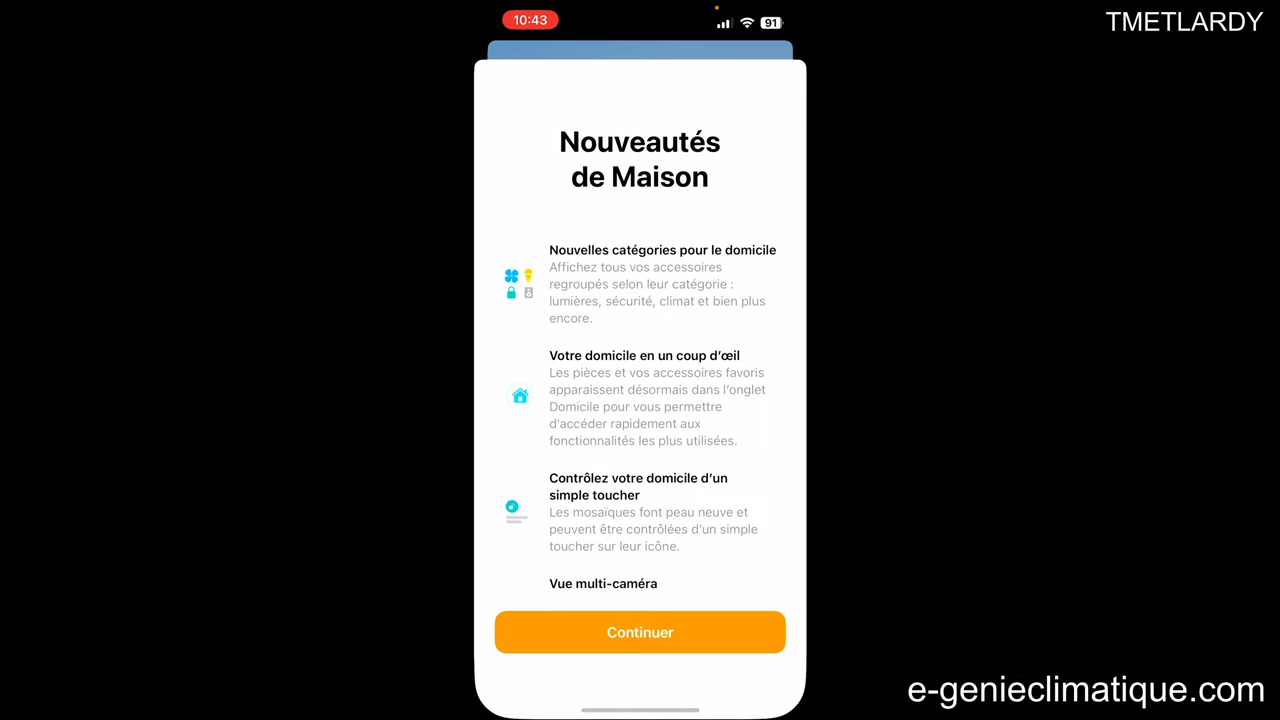 10:43
91
TMETLARDY
Nouveautés
de Maison
Nouvelles catégories pour le domicile
Affichez tous vos accessoires
regroupés selon leur catégorie :
lumières, sécurité, climat et bien plus
encore.
Votre domicile en un coup d’œil
Les pièces et vos accessoires favoris
apparaissent désormais dans l’onglet
Domicile pour vous permettre
d’accéder rapidement aux
fonctionnalités les plus utilisées.
Contrôlez votre domicile d’un
simple toucher
Les mosaïques font peau neuve et
peuvent être contrôlées d’un simple
toucher sur leur icône.
Vue multi-caméra
Continuer
e-genieclimatique.com